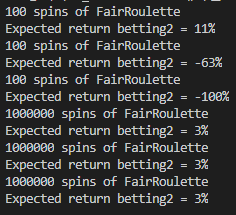 100 spins of FairRoulette
Expected return betting2 = 11%
100 spins of FairRoulette
Expected return betting2 = -63%
100 spins of FairRoulette
Expected return betting2 = -100%
1000000 spins of FairRoulette
Expected return betting2 = 3%
1000000 spins of FairRoulette
Expected return betting2 = 3%
1000000 spins of FairRoulette
Expected return betting2 = 3%